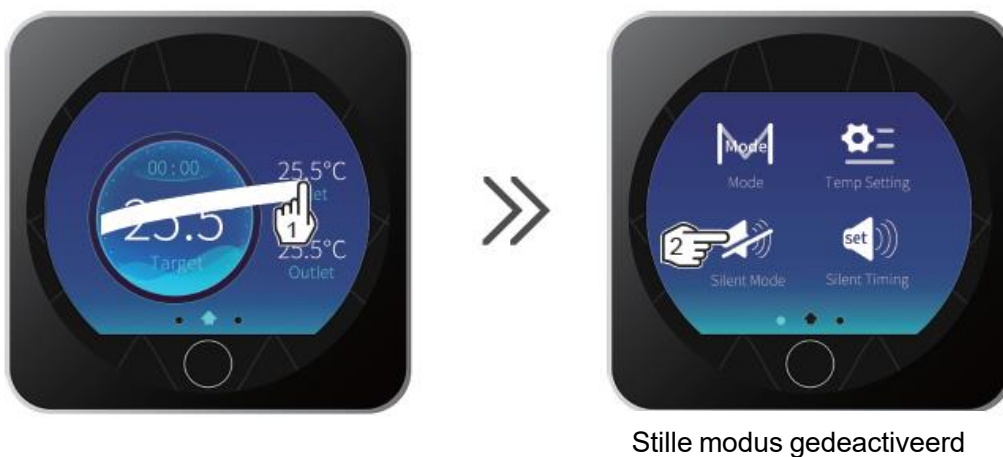 00:00
25.5
Target
25.5°C
1
25.5°C
Outlet
Mode
Mode
Temp Setting
2
set
Silent Mode
Silent Timing
Stille modus gedeactiveerd